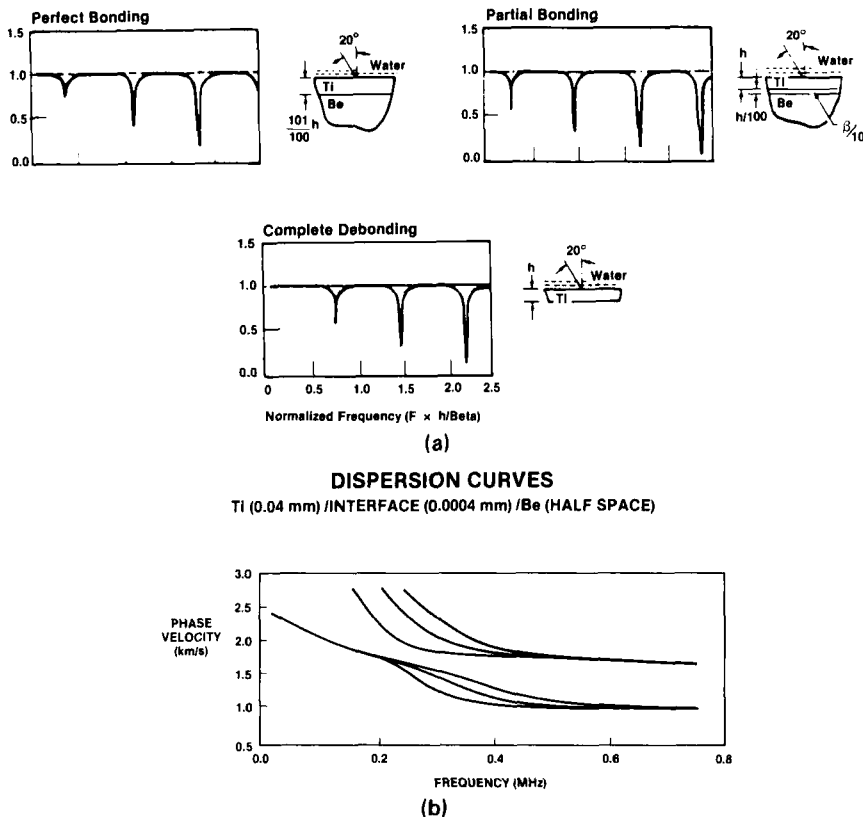 Perfect Bonding
1.5
1.0
0.5
0.0
20°
Water
Ti
Be
101/100 h
Partial Bonding
1.5
1.0
0.5
0.0
20°
Water
h
Ti
Be
h/100
β/10
Complete Debonding
1.5
1.0
0.5
0.0
0 0.5 1.0 1.5 2.0 2.5
Normalized Frequency (F × h/Beta)
20°
Water
h
Ti
(a)
DISPERSION CURVES
Ti (0.04 mm) /INTERFACE (0.0004 mm) /Be (HALF SPACE)
PHASE
VELOCITY
(km/s)
3.0
2.5
2.0
1.5
1.0
0.5
0.0 0.2 0.4 0.6 0.8
FREQUENCY (MHz)
(b)